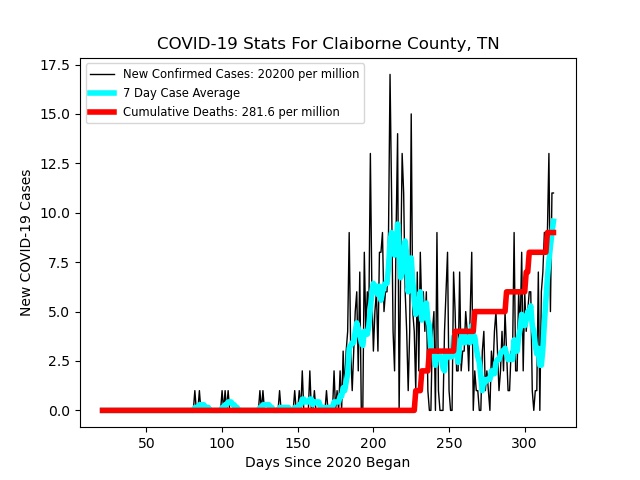 COVID-19 Stats For Claiborne County, TN
New Confirmed Cases: 20200 per million
7 Day Case Average
Cumulative Deaths: 281.6 per million
New COVID-19 Cases
17.5
15.0
12.5
10.0
7.5
5.0
2.5
0.0
50 100 150 200 250 300
Days Since 2020 Began